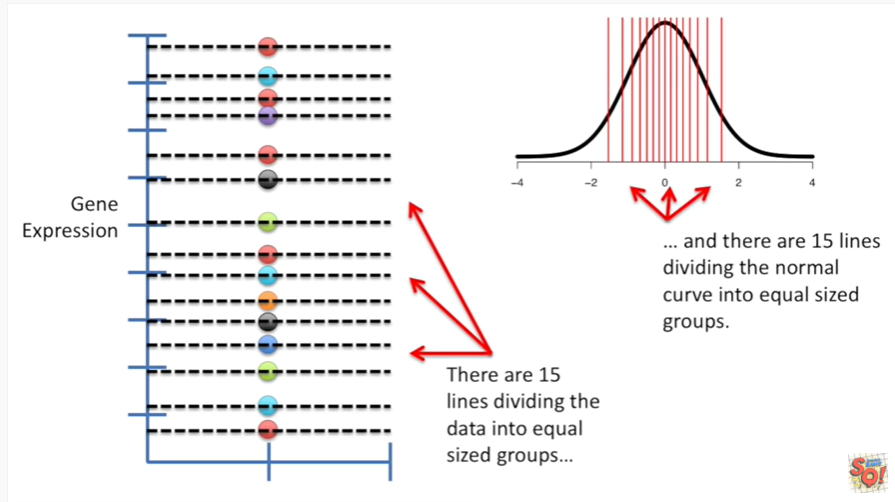 Gene
Expression
−4
−2
0
2
4
... and there are 15 lines
dividing the normal
curve into equal sized
groups.
There are 15
lines dividing the
data into equal
sized groups...
SQ!